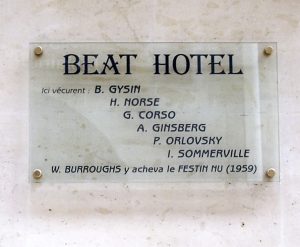 BEAT HOTEL
Ici vécurent : B. GYSIN
H. NORSE
G. CORSO
A. GINSBERG
P. ORLOVSKY
I. SOMMERVILLE
W. BURROUGHS y acheva le FESTIN NU (1959)